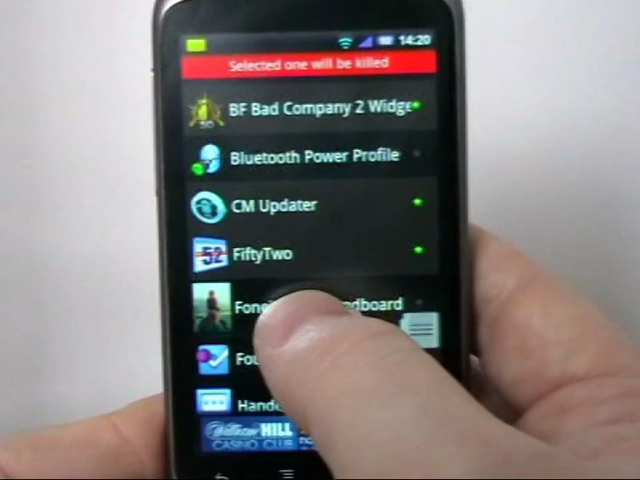 14:20
Selected one will be killed
BF Bad Company 2 Widge
Bluetooth Power Profile
CM Updater
52 FiftyTwo
William HILL
CASINO CLUB